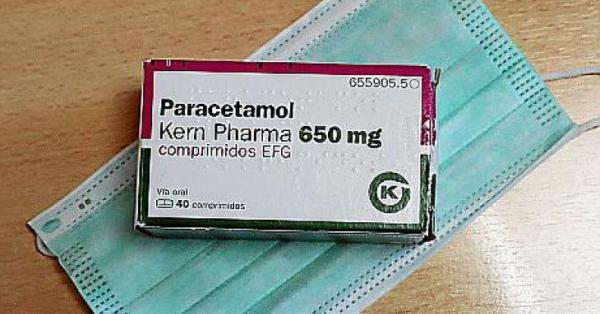 655905.5
Paracetamol
Kern Pharma 650 mg
comprimidos EFG
Vía oral
40 comprimidos
K